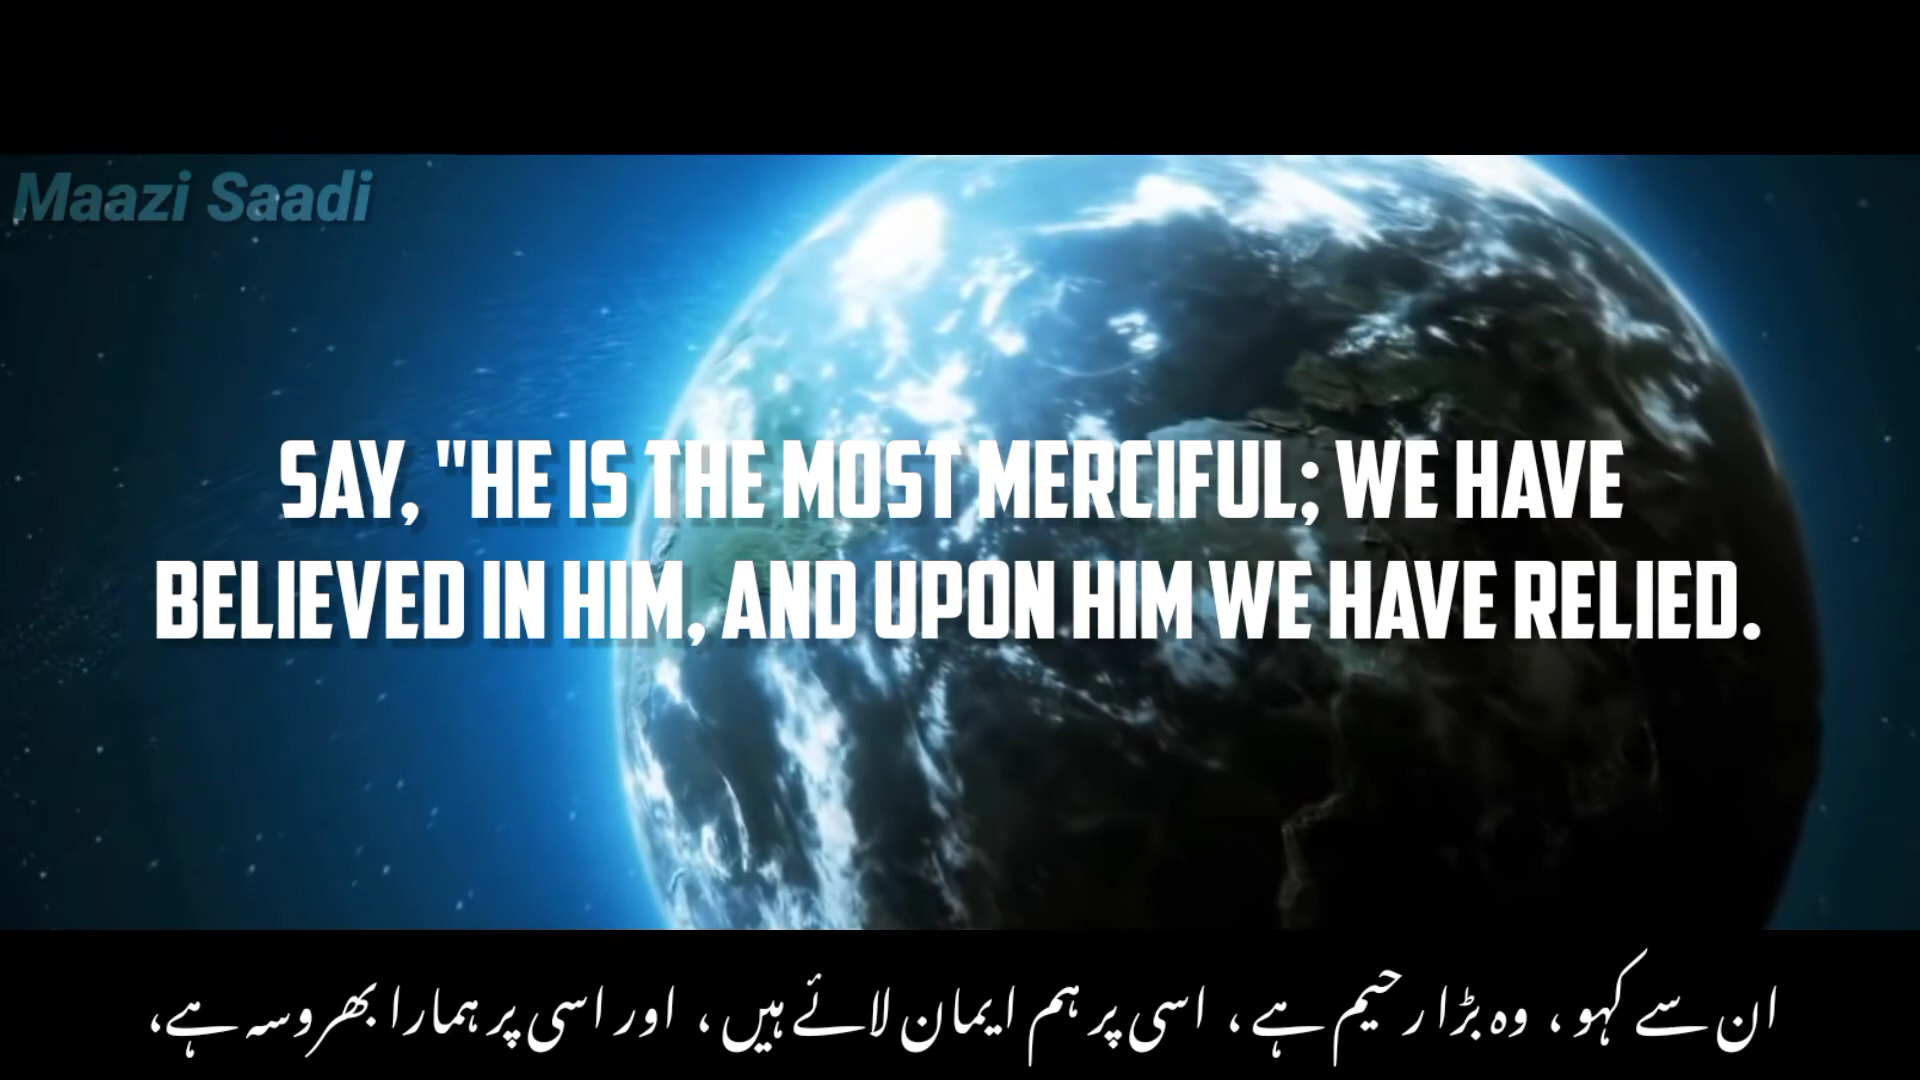 Maazi Saadi
SAY, "HE IS THE MOST MERCIFUL; WE HAVE
BELIEVED IN HIM, AND UPON HIM WE HAVE RELIED.
ان سے کہو، وہ بڑا رحیم ہے، اسی پر ہم ایمان لائے ہیں، اور اسی پر ہمارا بھروسہ ہے،